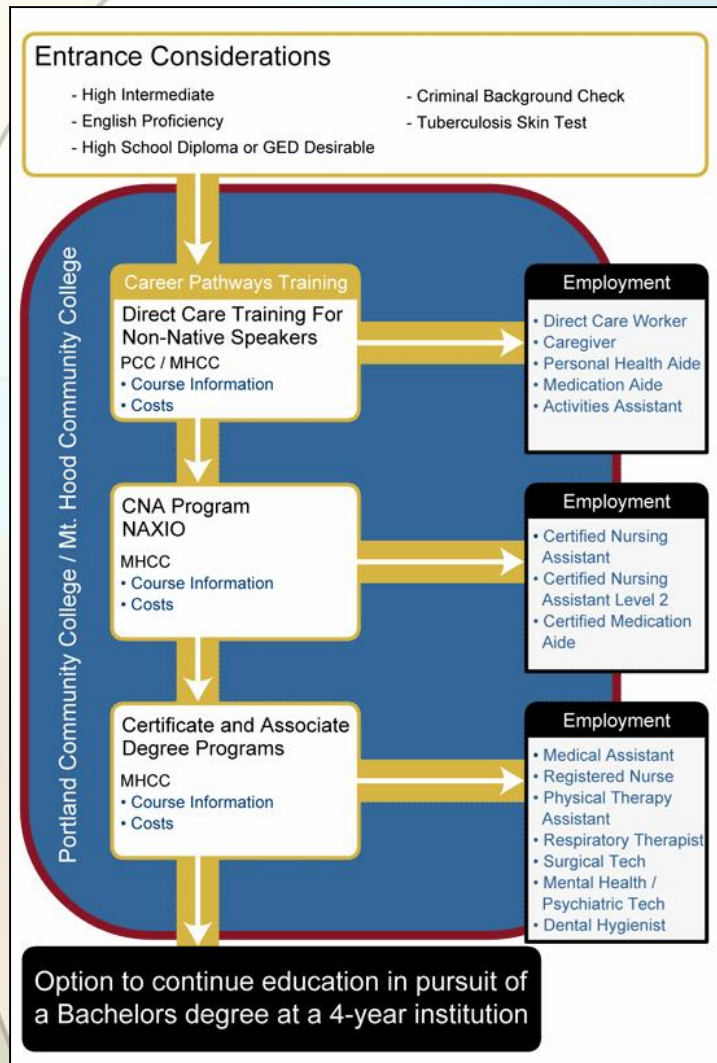 Entrance Considerations
- High Intermediate
- English Proficiency
- High School Diploma or GED Desirable
- Criminal Background Check
- Tuberculosis Skin Test
Portland Community College / Mt. Hood Community College
Career Pathways Training
Direct Care Training For
Non-Native Speakers
PCC / MHCC
• Course Information
• Costs
Employment
• Direct Care Worker
• Caregiver
• Personal Health Aide
• Medication Aide
• Activities Assistant
CNA Program
NAXIO
MHCC
• Course Information
• Costs
Employment
• Certified Nursing
Assistant
• Certified Nursing
Assistant Level 2
• Certified Medication
Aide
Certificate and Associate
Degree Programs
MHCC
• Course Information
• Costs
Employment
• Medical Assistant
• Registered Nurse
• Physical Therapy
Assistant
• Respiratory Therapist
• Surgical Tech
• Mental Health /
Psychiatric Tech
• Dental Hygienist
Option to continue education in pursuit of
a Bachelors degree at a 4-year institution